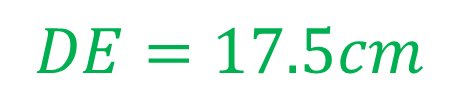 DE = 17.5cm